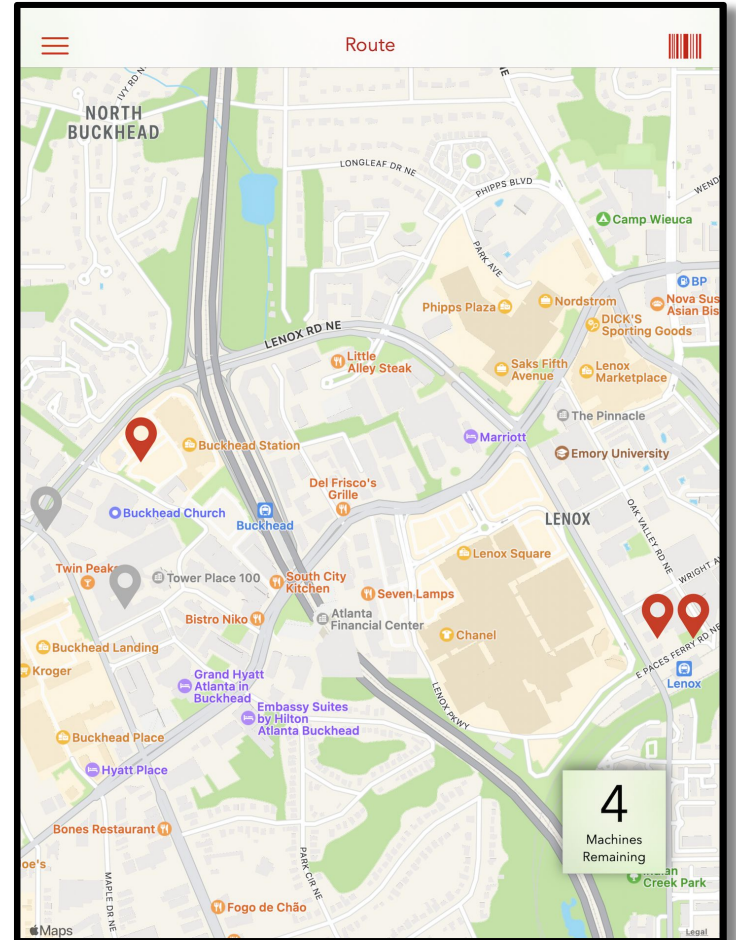 Route
IVY RD N.
NE
NORTH
BUCKHEAD
LONGLEAF DR NE
PHIPPS BLVD
WEND
Camp Wieuca
PARK AVE
BP
Phipps Plaza
Nordstrom
Nova Sus
Asian Bis
DICK'S
Sporting Goods
LENOX RD NE
Little
Alley Steak
Saks Fifth
Avenue
Lenox
Marketplace
The Pinnacle
Marriott
Buckhead Station
Emory University
Del Frisco's
Grille
OAK VALLEY RD NE
Buckhead Church
Buckhead
LENOX
Lenox Square
WRIGHT A
Twin Peaks
Tower Place 100
South City
Kitchen
Seven Lamps
Bistro Niko
Atlanta
Financial Center
Chanel
E PACES FERRY RD NE
Buckhead Landing
Kroger
Lenox
Grand Hyatt
Atlanta in
Buckhead
LENOX PKWY
Embassy Suites
by Hilton
Atlanta Buckhead
Buckhead Place
Hyatt Place
4
Machines
Remaining
Bones Restaurant
oe's
PARK CIR NE
MAPLE DR NE
Creek Park
Fogo de Chão
Maps
Legal